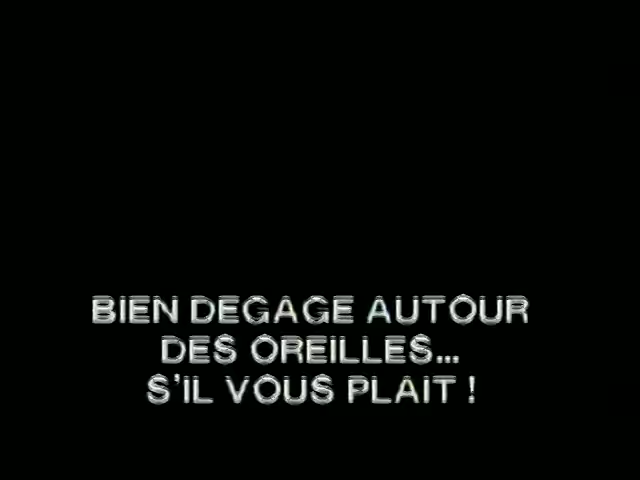 BIEN DEGAGE AUTOUR
DES OREILLES...
S'IL VOUS PLAIT !